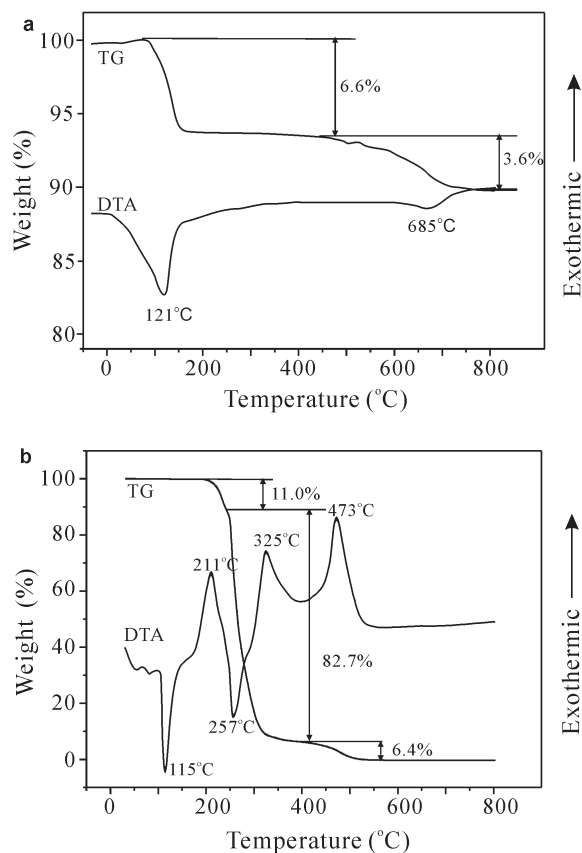 a
100
TG
6.6%
95
3.6%
90
DTA
685°C
85
121°C
80
0
200
400
600
800
Weight (%)
Temperature (°C)
Exothermic
b
100
TG
11.0%
473°C
80
325°C
211°C
60
DTA
40
82.7%
20
257°C
6.4%
0
115°C
0
200
400
600
800
Weight (%)
Temperature (°C)
Exothermic